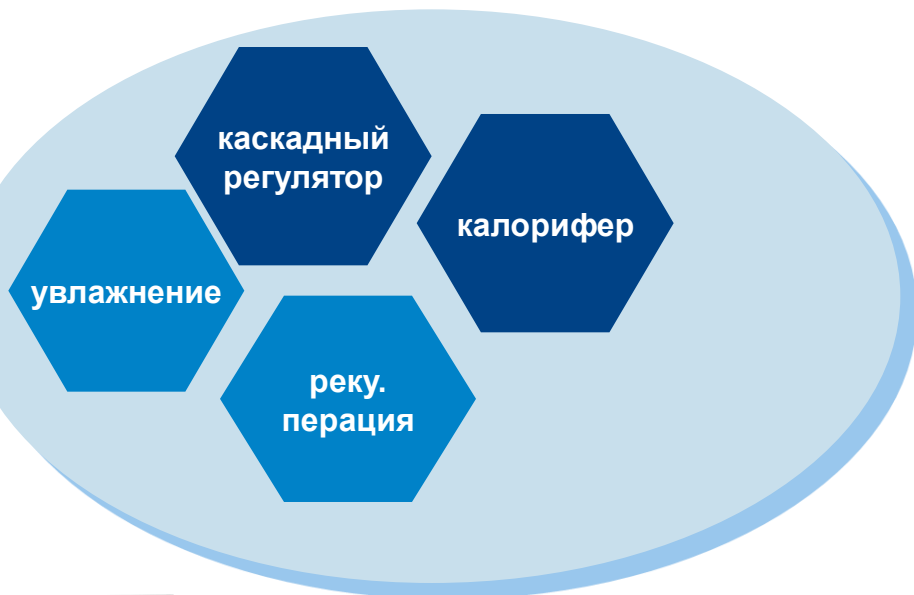 каскадный
регулятор
калорифер
увлажнение
реку.
перация